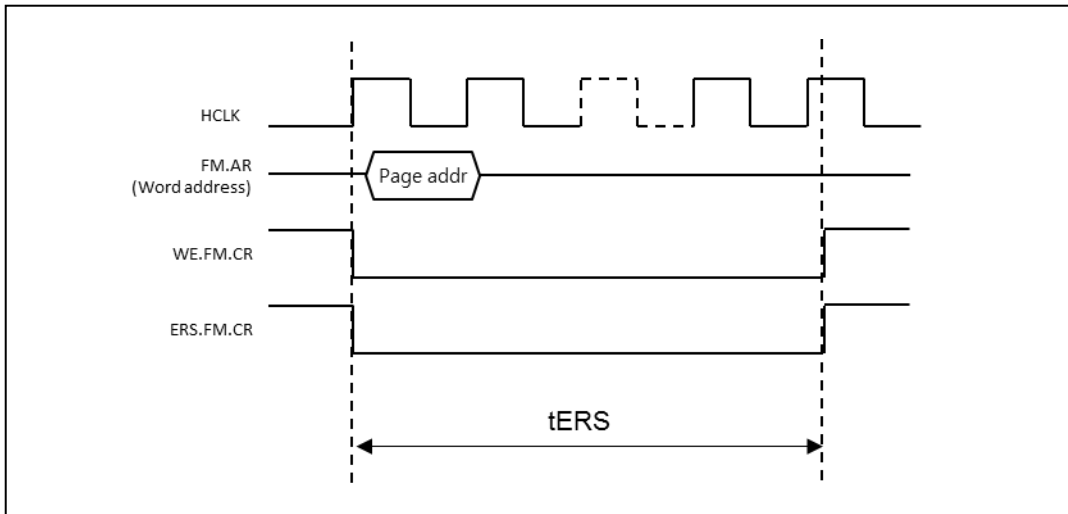 HCLK
FM.AR
(Word address)
Page addr
WE.FM.CR
ERS.FM.CR
tERS